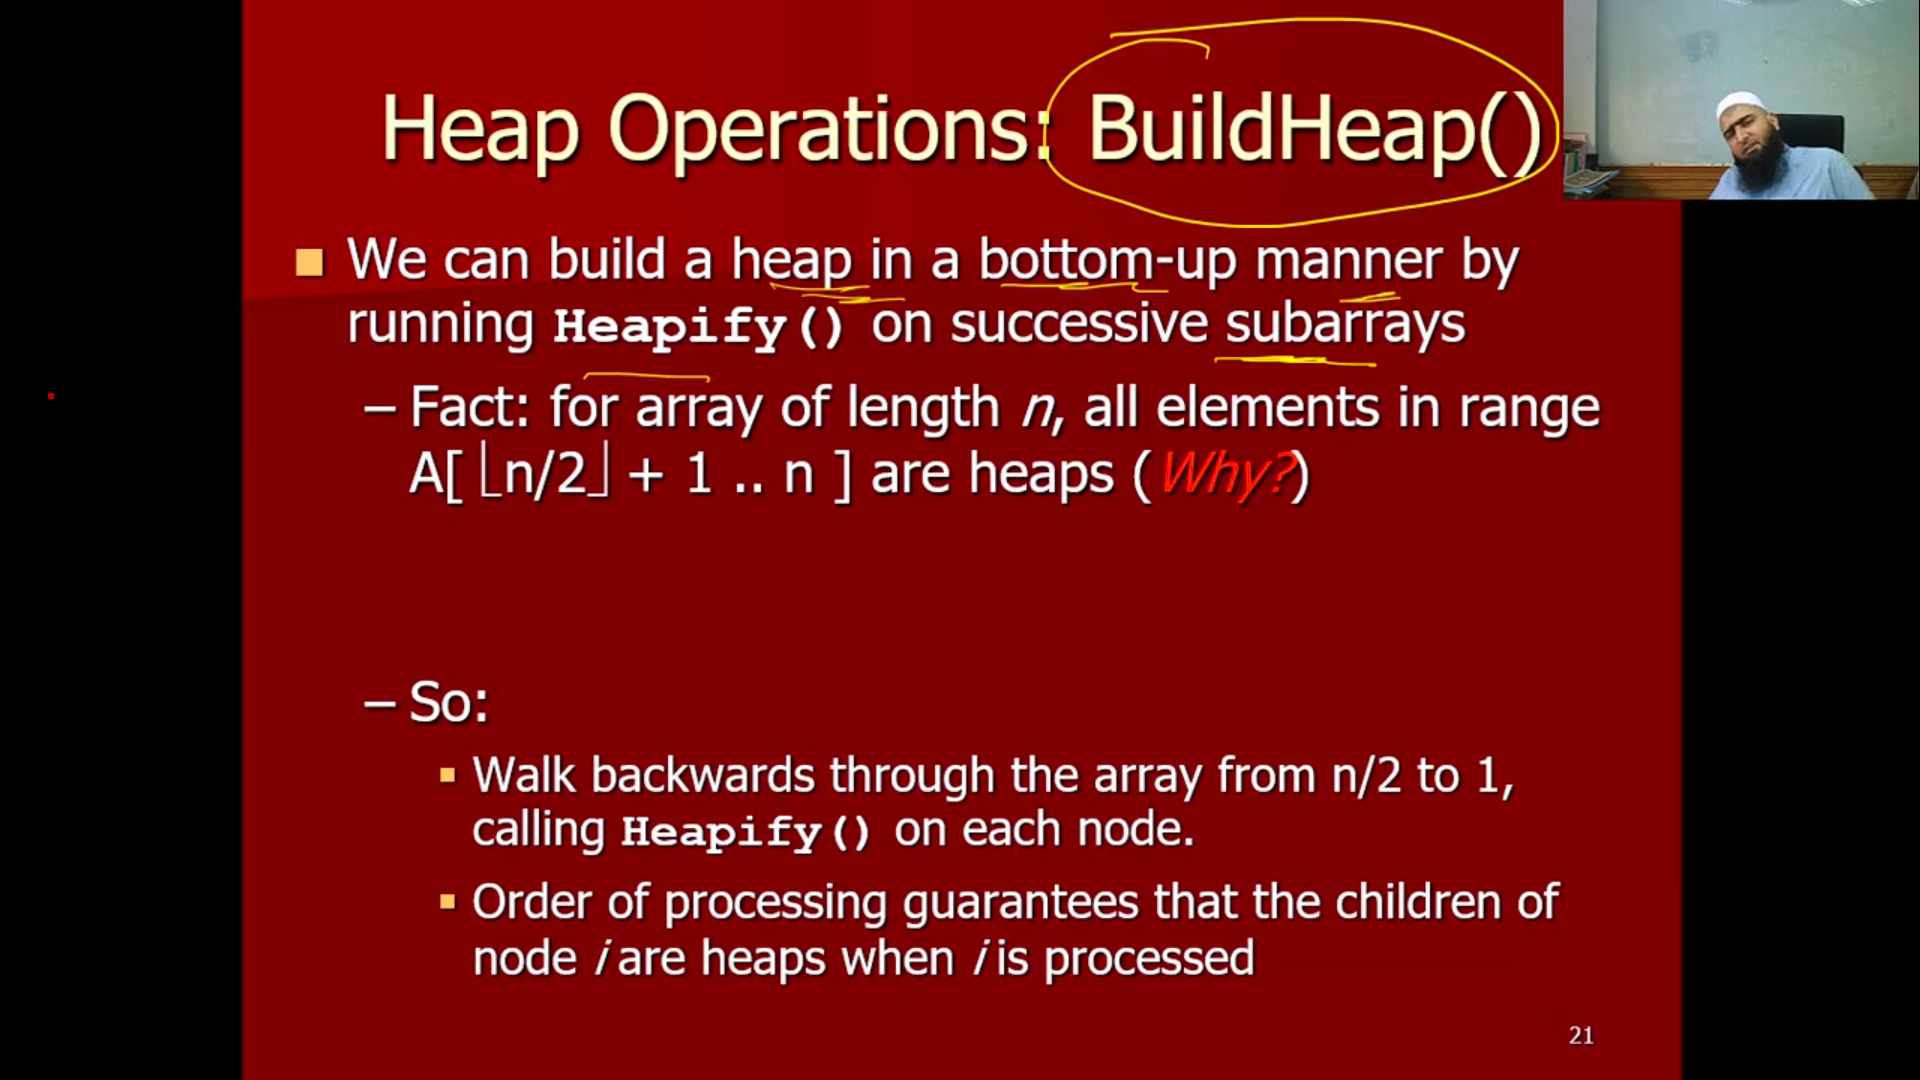 Heap Operations: BuildHeap()
■ We can build a heap in a bottom-up manner by
running Heapify() on successive subarrays
– Fact: for array of length n, all elements in range
A[ ⌊n/2⌋ + 1 .. n ] are heaps (Why?)
– So:
▪ Walk backwards through the array from n/2 to 1,
calling Heapify() on each node.
▪ Order of processing guarantees that the children of
node i are heaps when i is processed
21